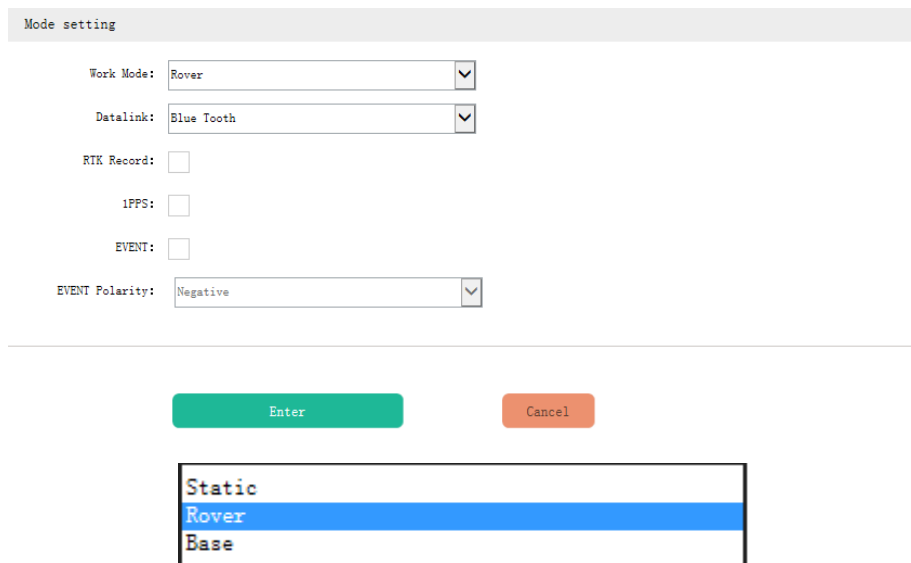 Mode setting
Work Mode: Rover
Datalink: Blue Tooth
RTK Record:
1PPS:
EVENT:
EVENT Polarity: Negative
Enter Cancel
Static
Rover
Base